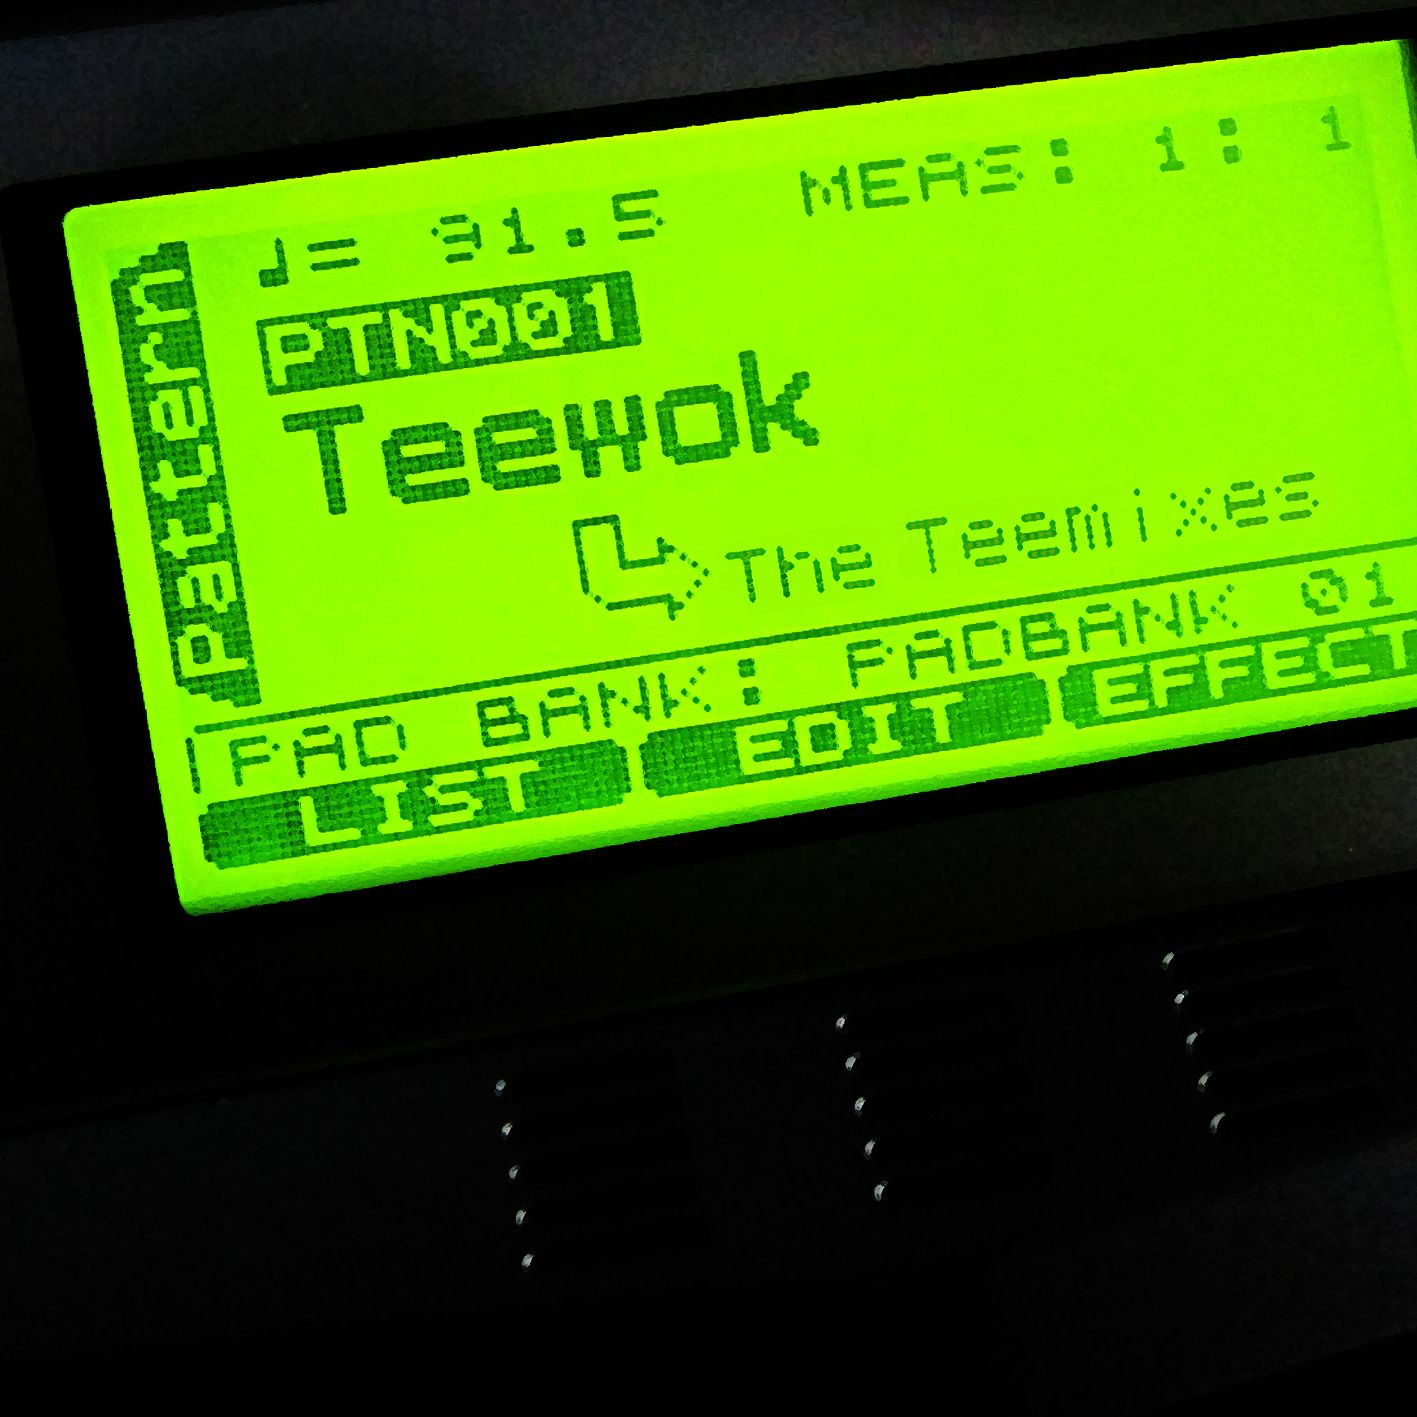 Pattern
♩= 91.5 MEAS: 1: 1
PTN001
Teewok
The Teemixes
PAD BANK: PADBANK 01
LIST EDIT EFFECT